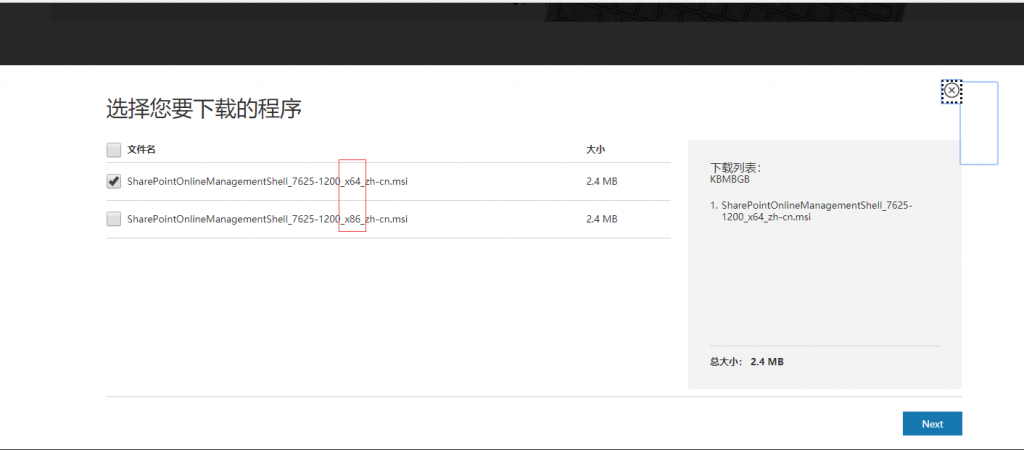 选择您要下载的程序
文件名 大小
SharePointOnlineManagementShell_7625-1200_x64_zh-cn.msi 2.4 MB
SharePointOnlineManagementShell_7625-1200_x86_zh-cn.msi 2.4 MB
下载列表:
KBMBGB
1. SharePointOnlineManagementShell_7625-
1200_x64_zh-cn.msi
总大小: 2.4 MB
Next